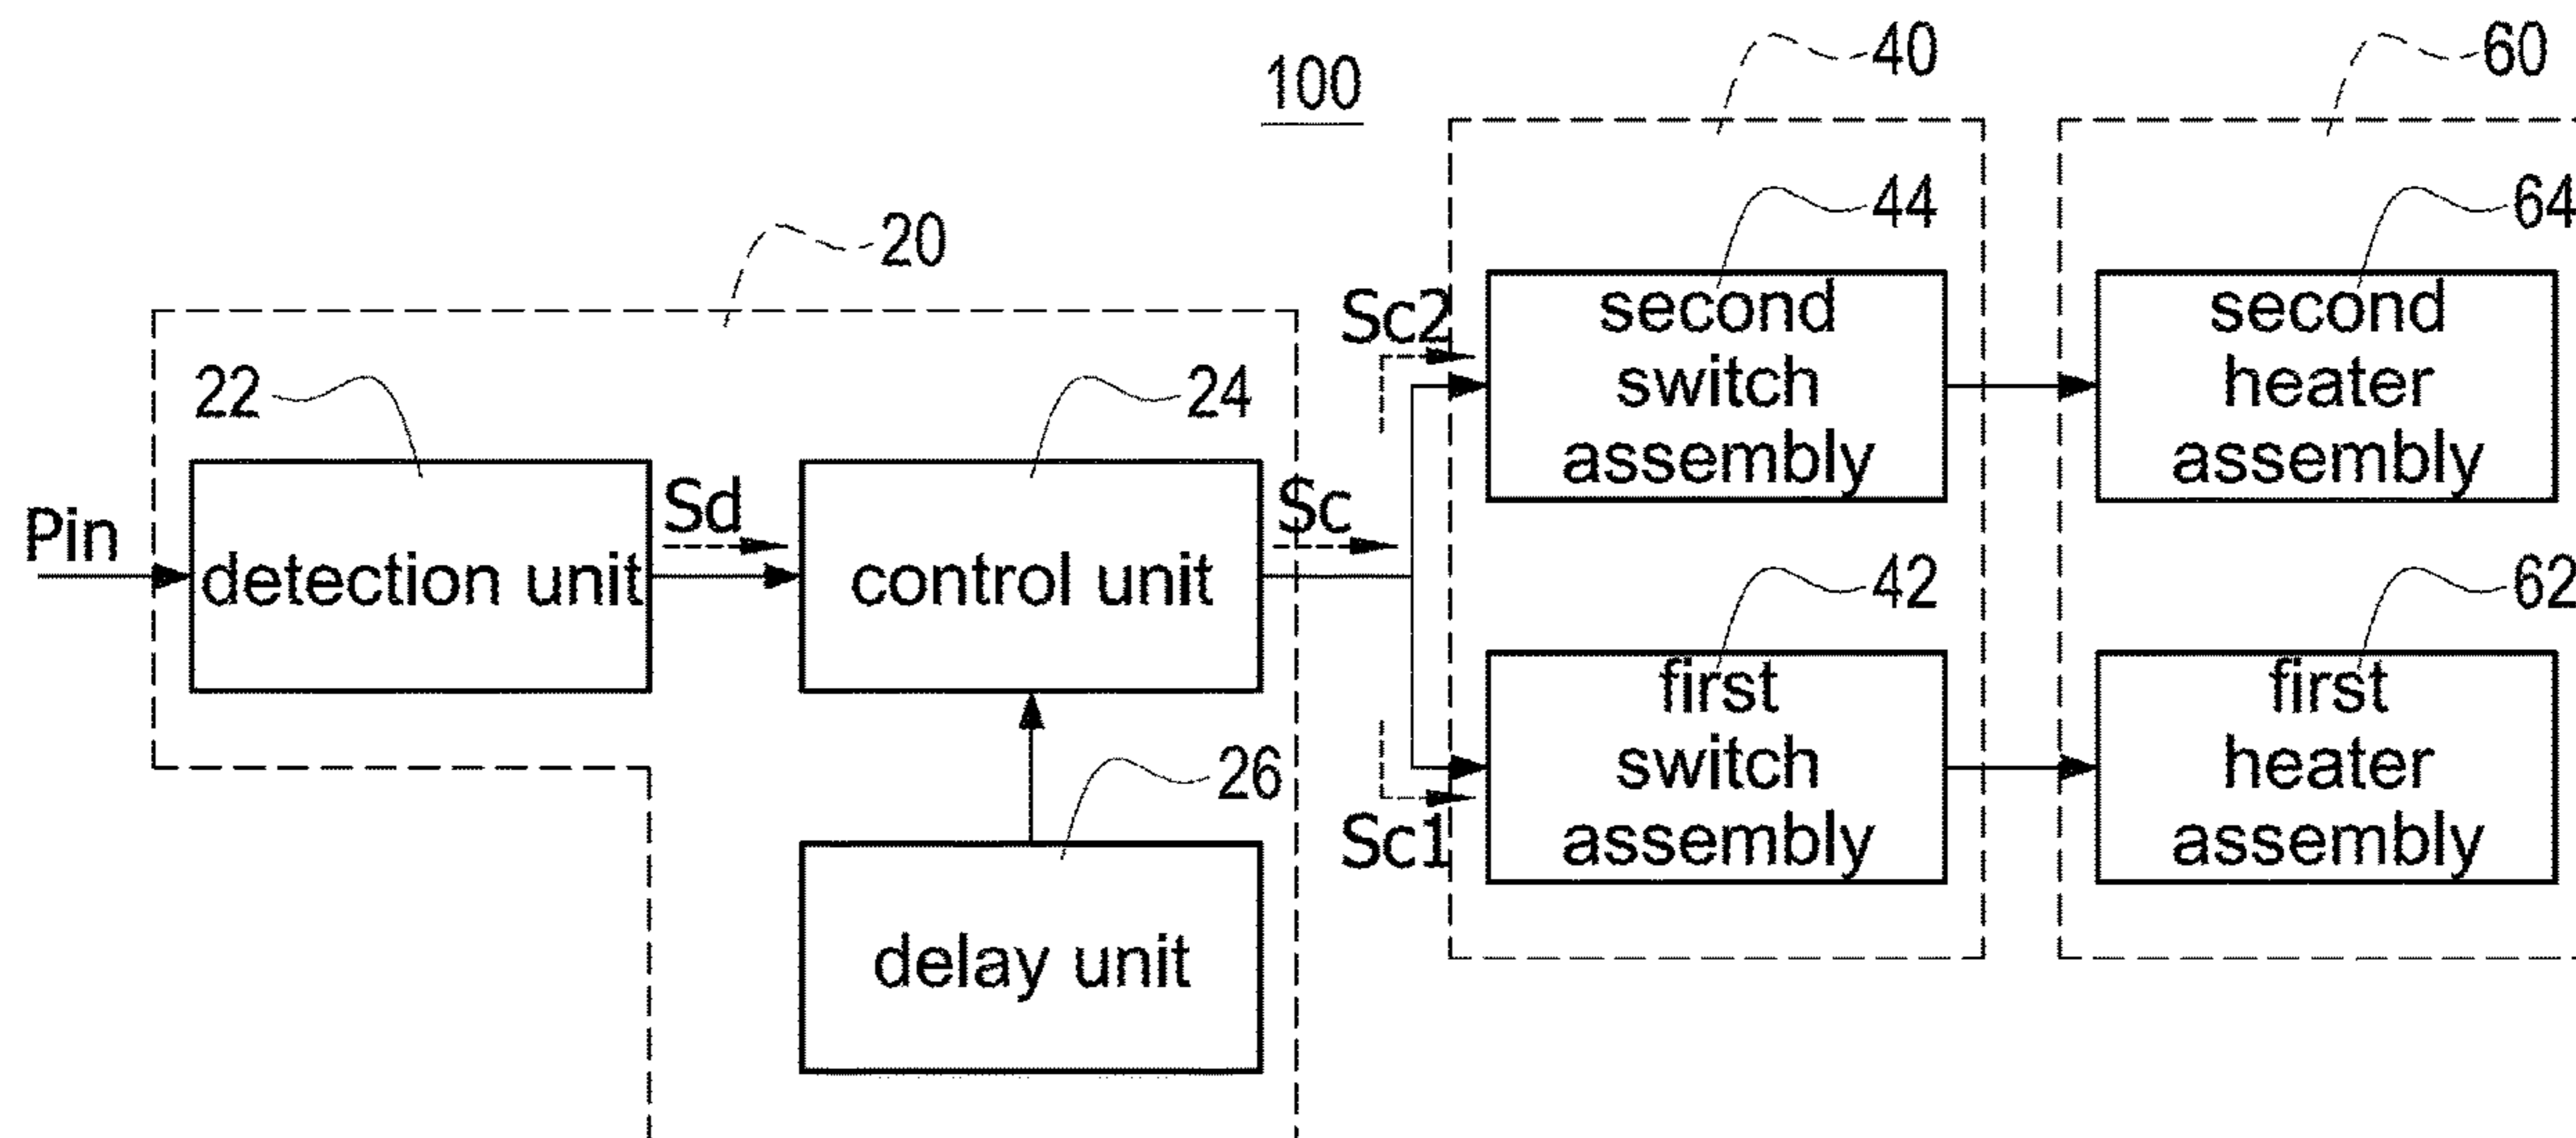 100
40
60
20
44
64
22
24
Sc2
second
switch
assembly
second
heater
assembly
Pin
Sd
Sc
detection unit
control unit
42
62
26
first
switch
assembly
first
heater
assembly
Sc1
delay unit